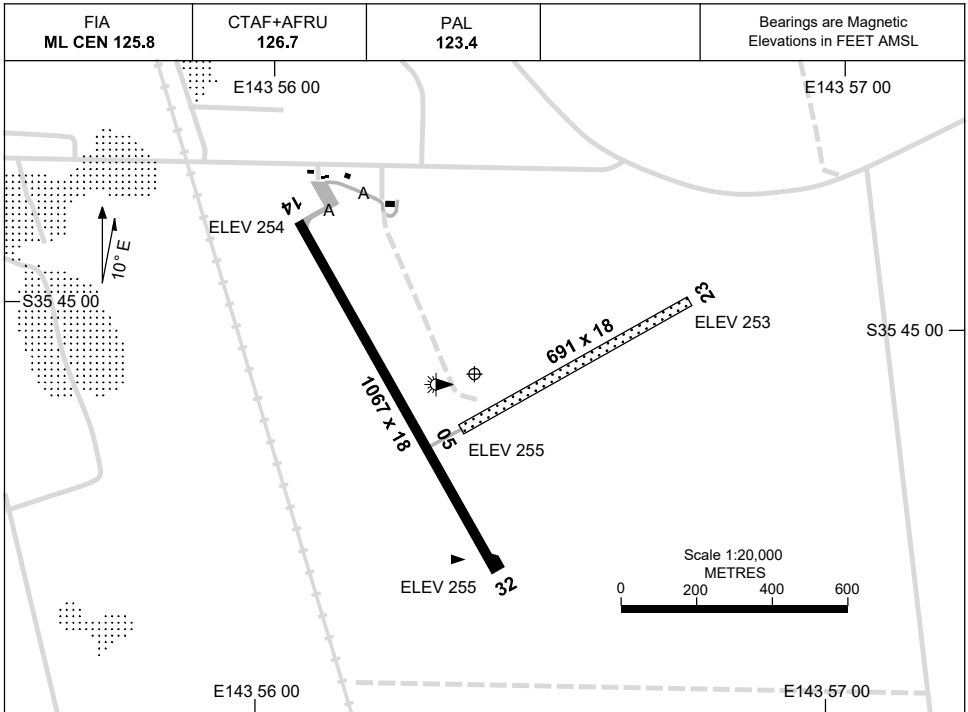 FIA
ML CEN 125.8
CTAF+AFRU
126.7
PAL
123.4
Bearings are Magnetic
Elevations in FEET AMSL
E143 56 00
E143 57 00
A
A
14
ELEV 254
10° E
S35 45 00
23
ELEV 253
S35 45 00
691 x 18
1067 x 18
05
ELEV 255
ELEV 255
32
Scale 1:20,000
METRES
0 200 400 600
E143 56 00
E143 57 00